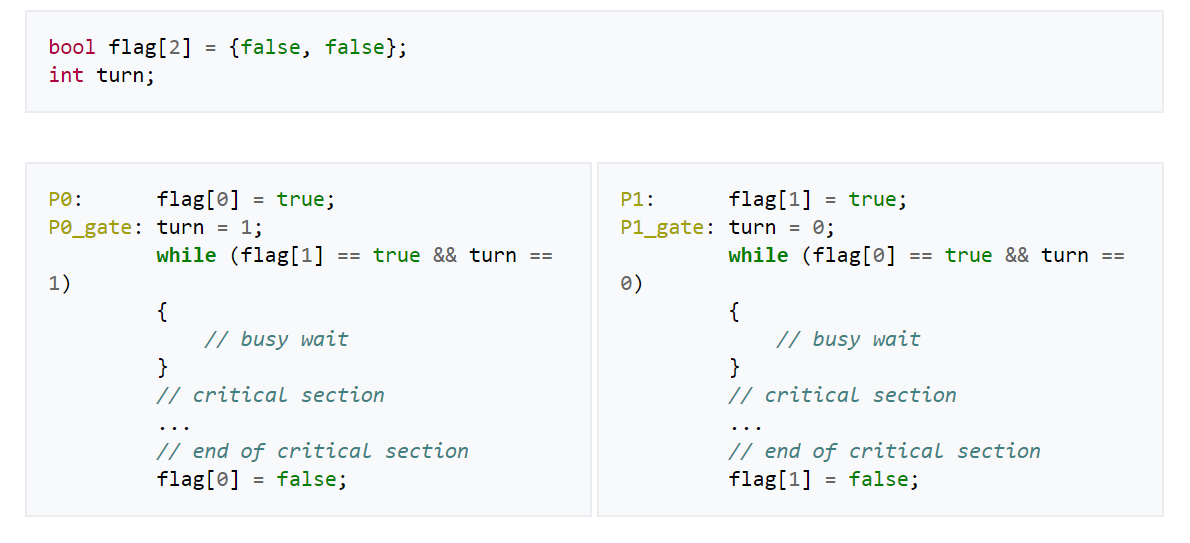 bool flag[2] = {false, false};
int turn;
P0:      flag[0] = true;
P0_gate: turn = 1;
         while (flag[1] == true && turn ==
1)
         {
             // busy wait
         }
         // critical section
         ...
         // end of critical section
         flag[0] = false;
P1:      flag[1] = true;
P1_gate: turn = 0;
         while (flag[0] == true && turn ==
0)
         {
             // busy wait
         }
         // critical section
         ...
         // end of critical section
         flag[1] = false;